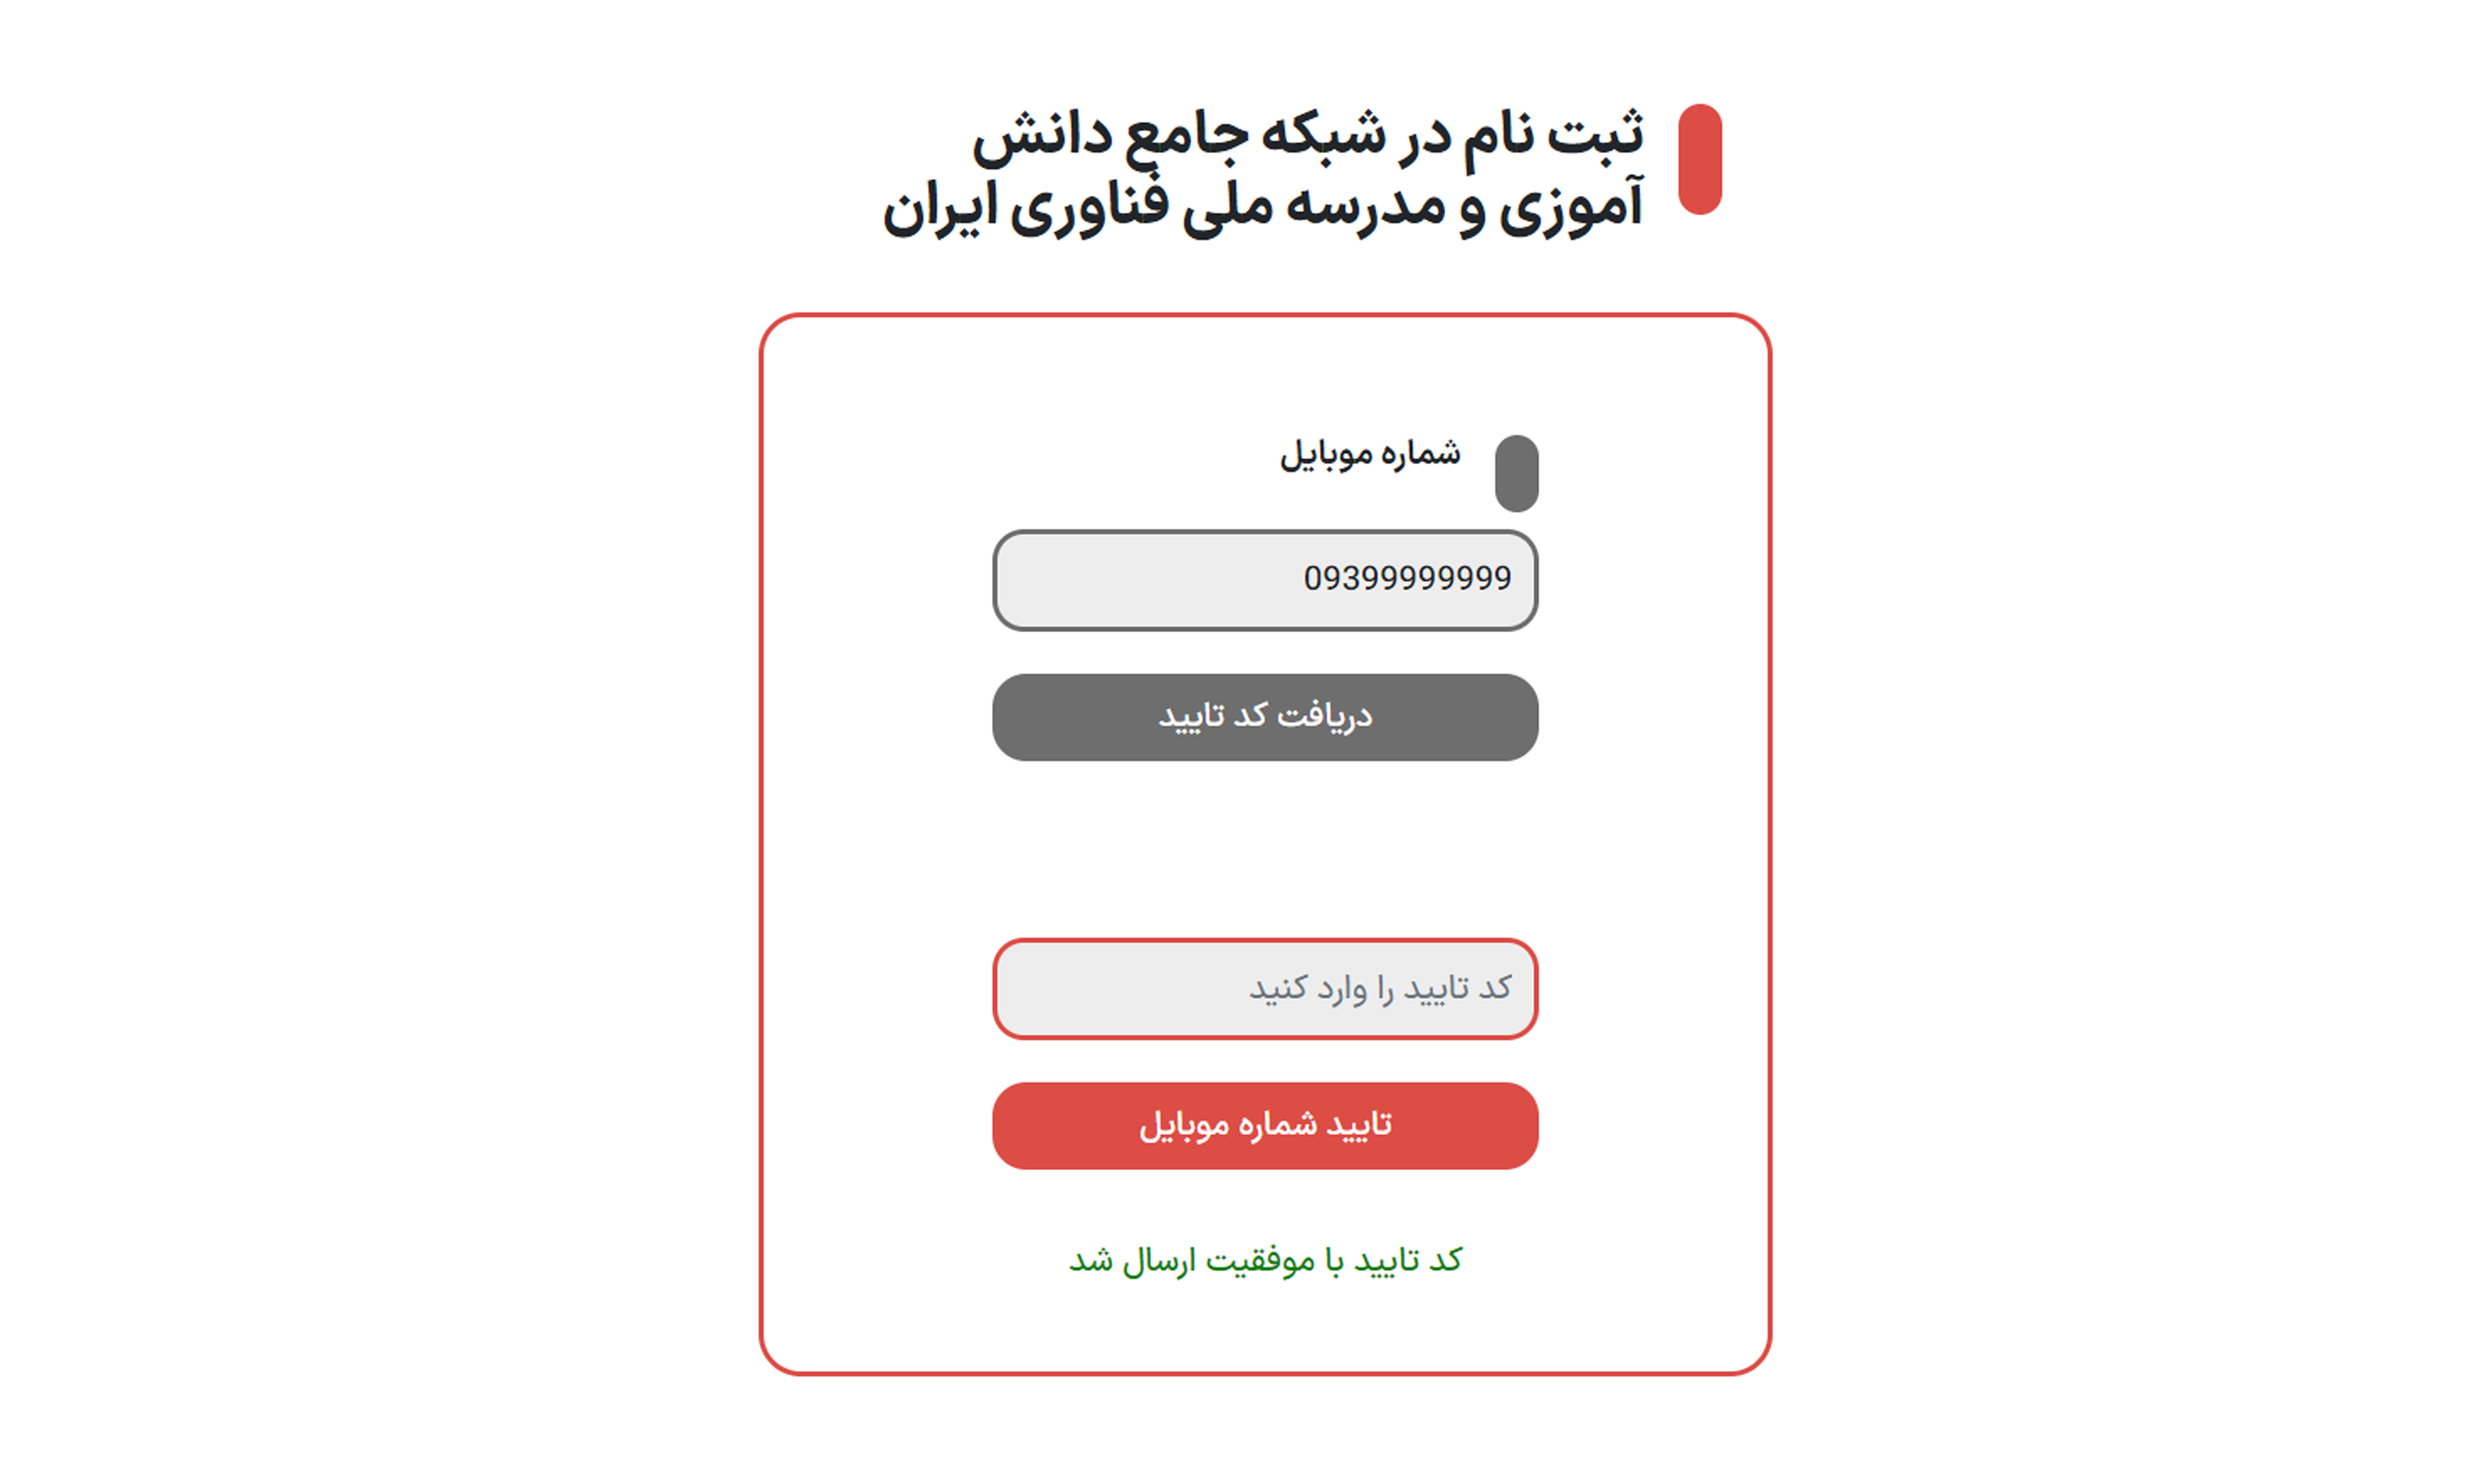 ثبت نام در شبکه جامع دانش
آموزی و مدرسه ملی فناوری ایران
شماره موبایل
09399999999
دریافت کد تایید
کد تایید را وارد کنید
تایید شماره موبایل
کد تایید با موفقیت ارسال شد